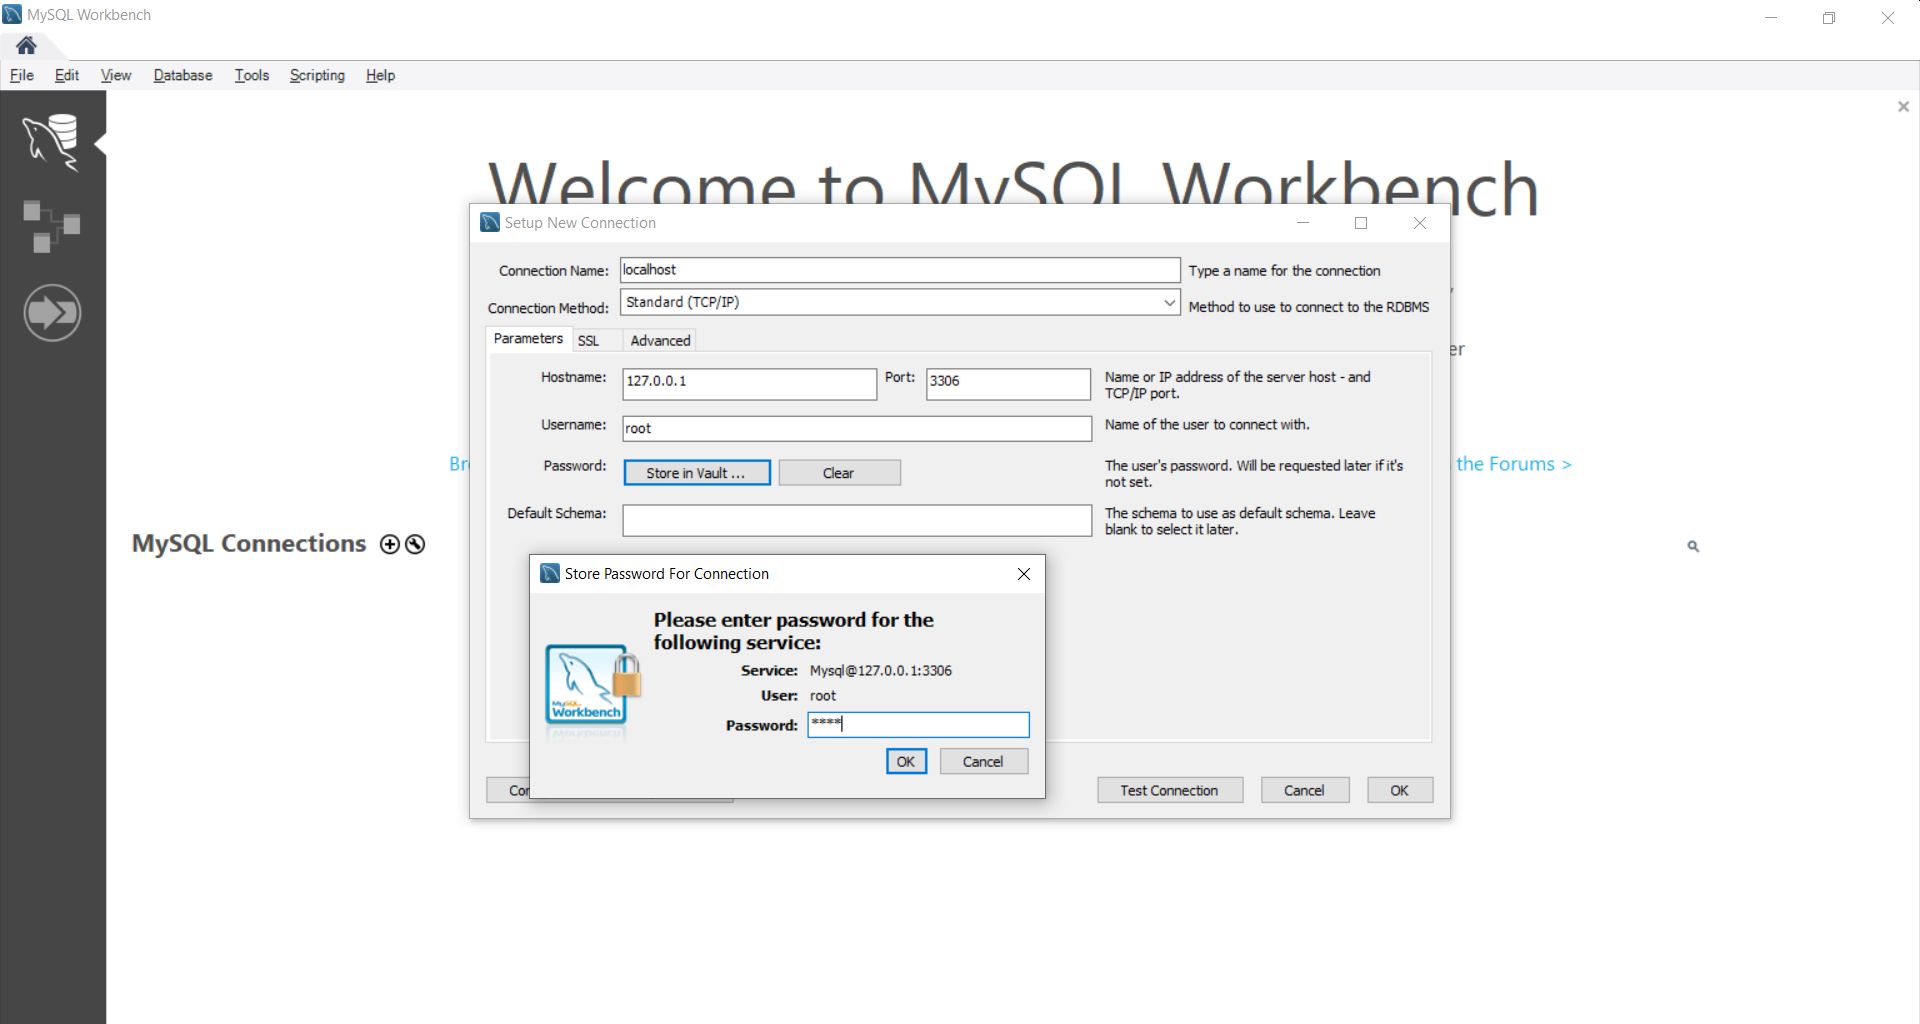 MySQL Workbench
File Edit View Database Tools Scripting Help
Welcome to MySQL Workbench
Setup New Connection
Connection Name: localhost Type a name for the connection
Connection Method: Standard (TCP/IP) Method to use to connect to the RDBMS
Parameters SSL Advanced
Hostname: 127.0.0.1 Port: 3306 Name or IP address of the server host - and
TCP/IP port.
Username: root Name of the user to connect with.
Password: Store in Vault ... Clear The user's password. Will be requested later if it's
not set.
the Forums >
Default Schema: The schema to use as default schema. Leave
blank to select it later.
MySQL Connections
Store Password For Connection
Please enter password for the
following service:
Service: Mysql@127.0.0.1:3306
User: root
Password: ****
MySQL
Workbench
OK Cancel
Test Connection Cancel OK